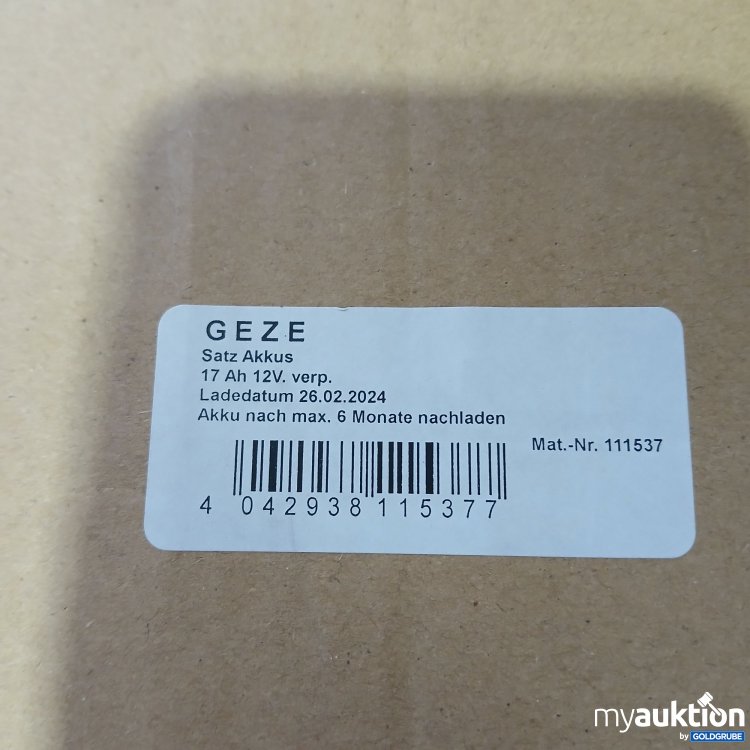 GEZE
Satz Akkus
17 Ah 12V. verp.
Ladedatum 26.02.2024
Akku nach max. 6 Monate nachladen
Mat.-Nr. 111537
4 042938 115377
myauktion
by GOLDGRUBE